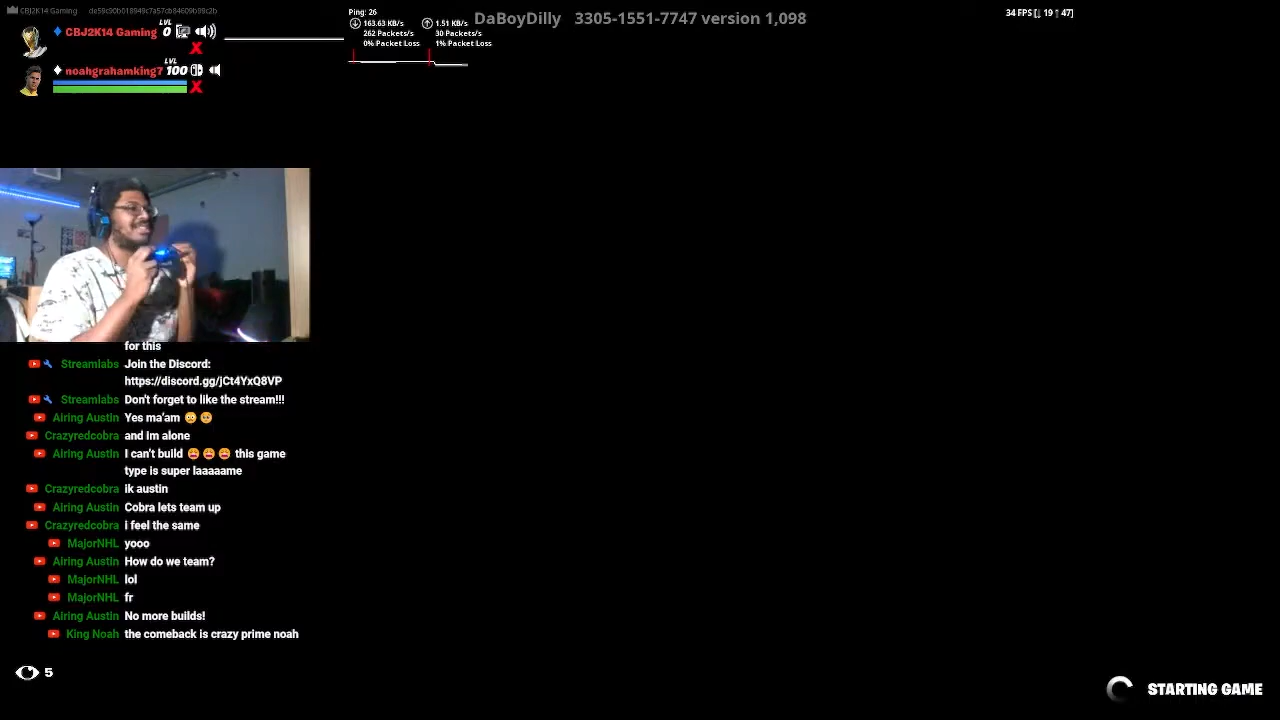 CBJ2K14 Gaming
Ping: 26
163.63 KB/s 1.51 KB/s
262 Packets/s 30 Packets/s
0% Packet Loss 1% Packet Loss
DaBoyDilly 3305-1551-7747 version 1,098
34 FPS [ 19 47]
LVL
CBJ2K14 Gaming 0
X
LVL
noahgrahamking7 100
X
for this
Streamlabs Join the Discord:
https://discord.gg/jCt4YxQ8VP
Streamlabs Don't forget to like the stream!!!
Airing Austin Yes ma'am 😳 🥺
Crazyredcobra and im alone
Airing Austin I can't build 😩 😩 😩 this game
type is super laaaaame
Crazyredcobra ik austin
Airing Austin Cobra lets team up
Crazyredcobra i feel the same
MajorNHL yooo
Airing Austin How do we team?
MajorNHL lol
MajorNHL fr
Airing Austin No more builds!
King Noah the comeback is crazy prime noah
5
STARTING GAME